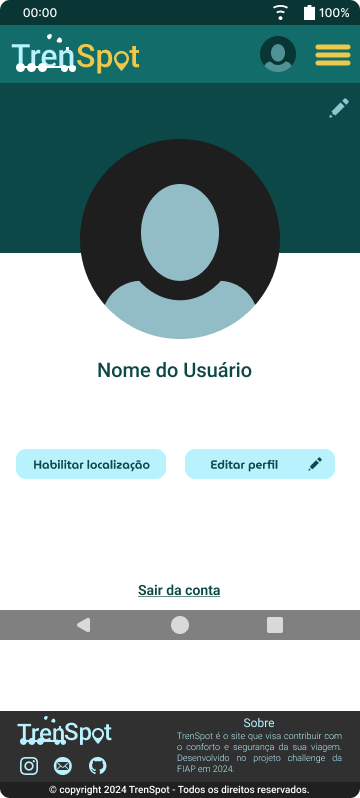 00:00 100%
TrenSpot
Nome do Usuário
Habilitar localização Editar perfil
Sair da conta
TrenSpot
Sobre
TrenSpot é o site que visa contribuir com
o conforto e segurança da sua viagem.
Desenvolvido no projeto challenge da
FIAP em 2024.
© copyright 2024 TrenSpot - Todos os direitos reservados.